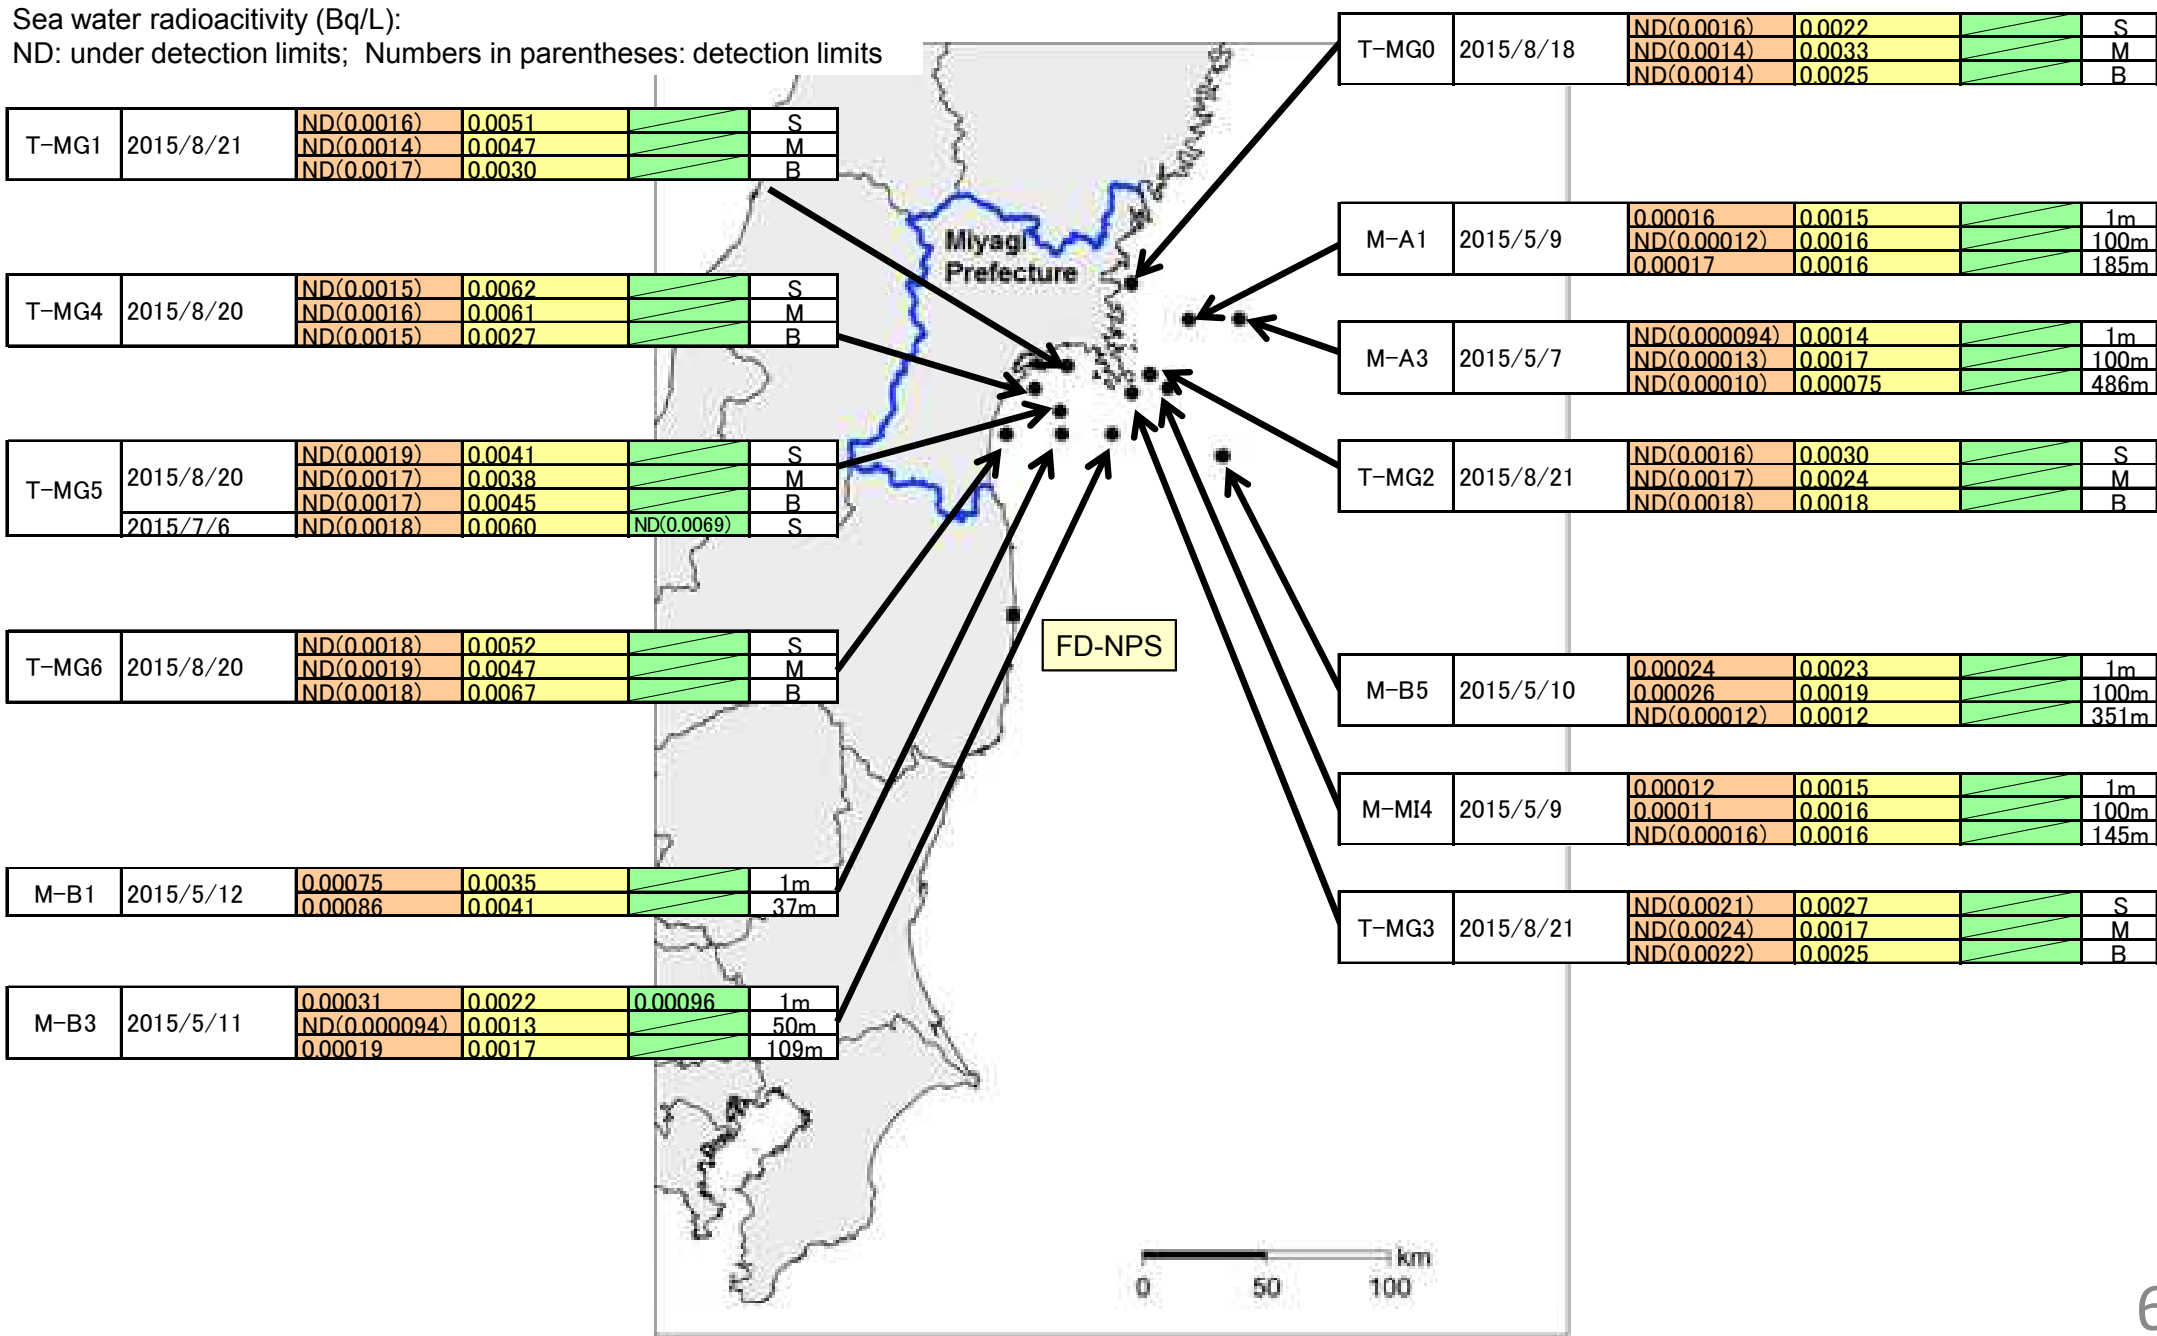 Sea water radioacitivity (Bq/L):
ND: under detection limits; Numbers in parentheses: detection limits
T-MG1 2015/8/21 ND(0.0016) 0.0051 S
ND(0.0014) 0.0047 M
ND(0.0017) 0.0030 B
T-MG4 2015/8/20 ND(0.0015) 0.0062 S
ND(0.0016) 0.0061 M
ND(0.0015) 0.0027 B
T-MG5 2015/8/20 ND(0.0019) 0.0041 S
ND(0.0017) 0.0038 M
ND(0.0017) 0.0045 B
2015/7/6 ND(0.0018) 0.0060 ND(0.0069) S
T-MG6 2015/8/20 ND(0.0018) 0.0052 S
ND(0.0019) 0.0047 M
ND(0.0018) 0.0067 B
M-B1 2015/5/12 0.00075 0.0035 1m
0.00086 0.0041 37m
M-B3 2015/5/11 0.00031 0.0022 0.00096 1m
ND(0.000094) 0.0013 50m
0.00019 0.0017 109m
Miyagi
Prefecture
FD-NPS
km
0 50 100
T-MG0 2015/8/18 ND(0.0016) 0.0022 S
ND(0.0014) 0.0033 M
ND(0.0014) 0.0025 B
M-A1 2015/5/9 0.00016 0.0015 1m
ND(0.00012) 0.0016 100m
0.00017 0.0016 185m
M-A3 2015/5/7 ND(0.000094) 0.0014 1m
ND(0.00013) 0.0017 100m
ND(0.00010) 0.00075 486m
T-MG2 2015/8/21 ND(0.0016) 0.0030 S
ND(0.0017) 0.0024 M
ND(0.0018) 0.0018 B
M-B5 2015/5/10 0.00024 0.0023 1m
0.00026 0.0019 100m
ND(0.00012) 0.0012 351m
M-MI4 2015/5/9 0.00012 0.0015 1m
0.00011 0.0016 100m
ND(0.00016) 0.0016 145m
T-MG3 2015/8/21 ND(0.0021) 0.0027 S
ND(0.0024) 0.0017 M
ND(0.0022) 0.0025 B
6